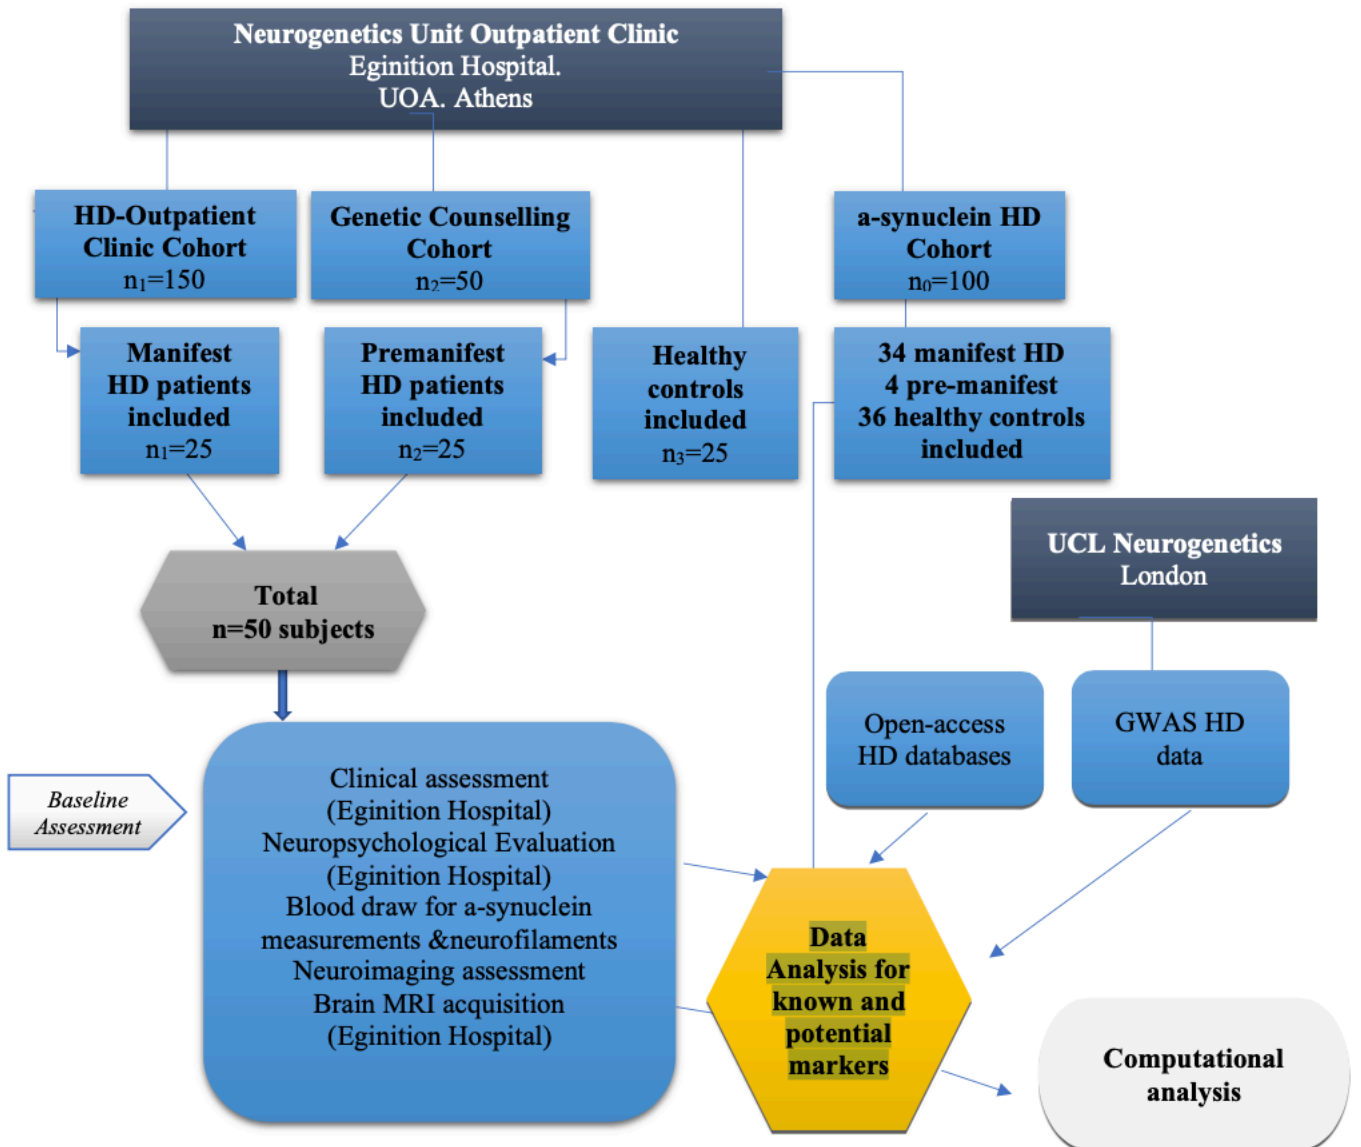 Neurogenetics Unit Outpatient Clinic
Eginition Hospital.
UOA. Athens
HD-Outpatient
Clinic Cohort
n₁=150
Genetic Counselling
Cohort
n₂=50
a-synuclein HD
Cohort
n₀=100
Manifest
HD patients
included
n₁=25
Premanifest
HD patients
included
n₂=25
Healthy
controls
included
n₃=25
34 manifest HD
4 pre-manifest
36 healthy controls
included
UCL Neurogenetics
London
Total
n=50 subjects
Open-access
HD databases
GWAS HD
data
Baseline
Assessment
Clinical assessment
(Eginition Hospital)
Neuropsychological Evaluation
(Eginition Hospital)
Blood draw for a-synuclein
measurements &neurofilaments
Neuroimaging assessment
Brain MRI acquisition
(Eginition Hospital)
Data
Analysis for
known and
potential
markers
Computational
analysis